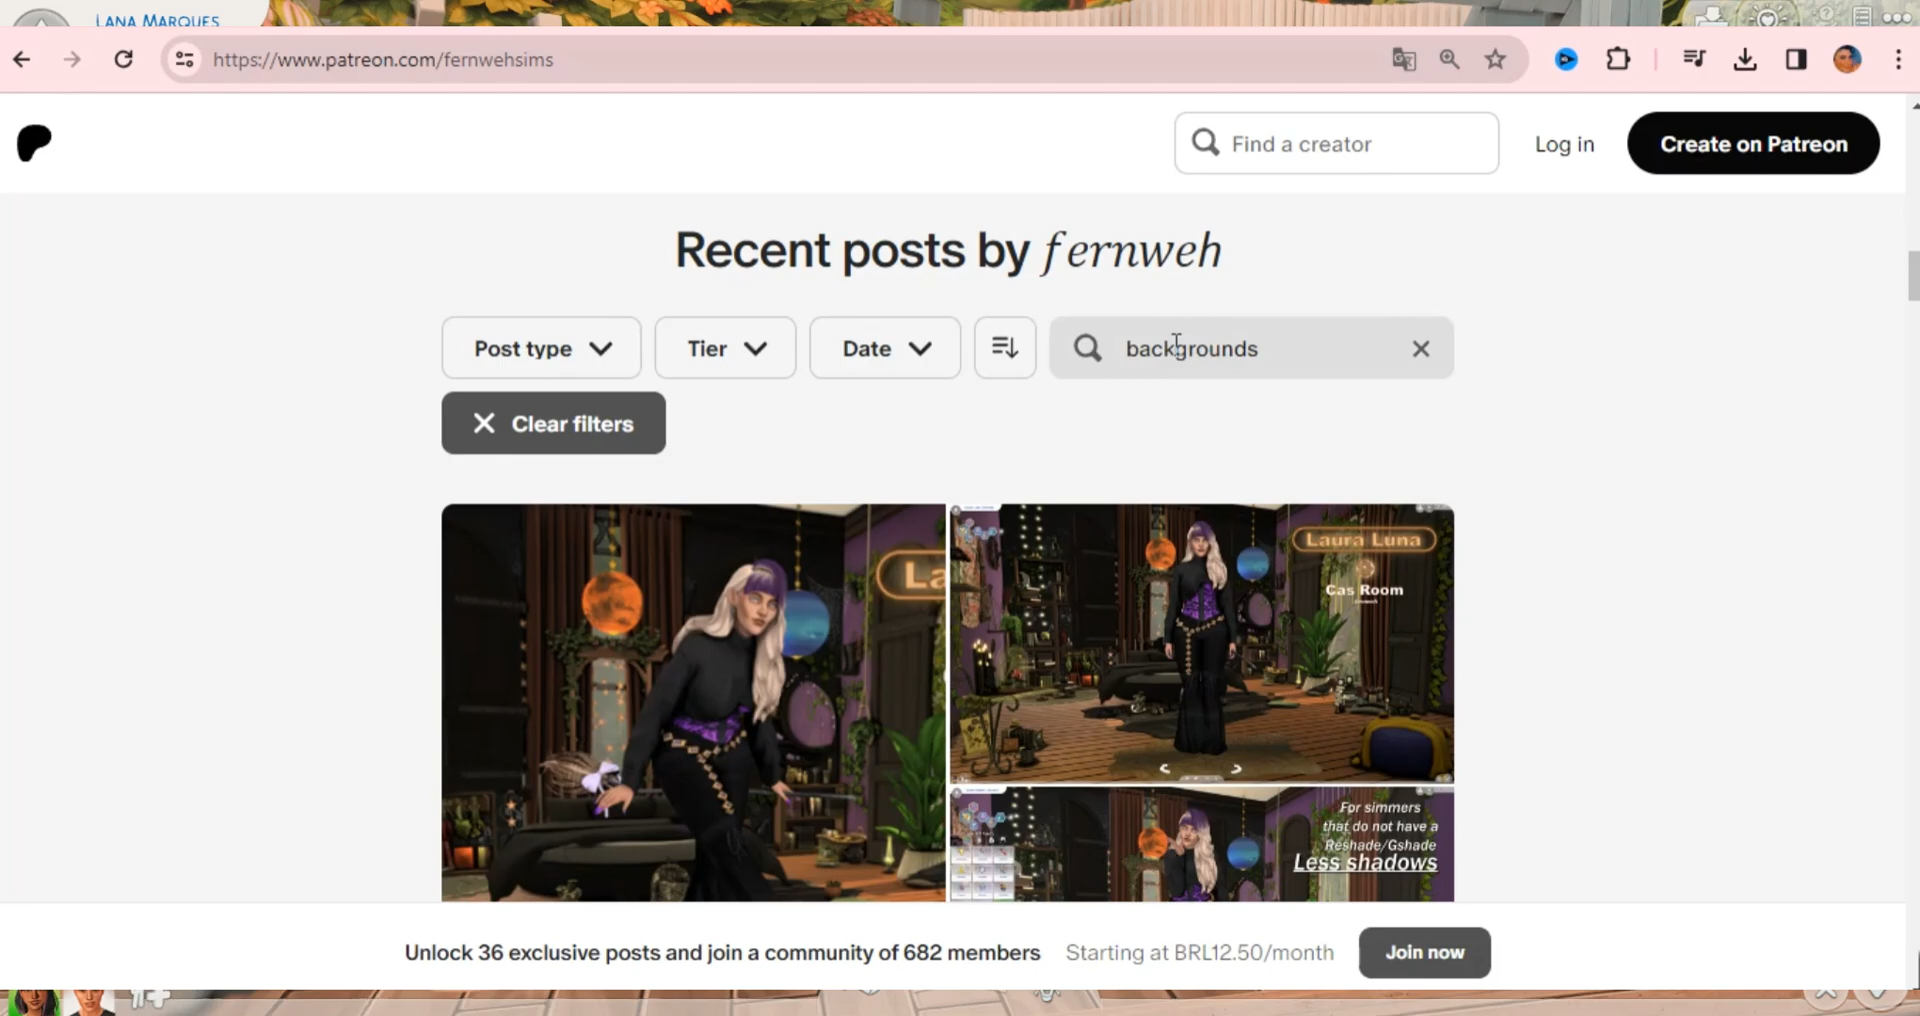 LANA MARQUES
https://www.patreon.com/fernwehsims
Find a creator
Log in
Create on Patreon
Recent posts by fernweh
Post type
Tier
Date
backgrounds
Clear filters
La
Laura Luna
Cas Room
For simmers
that do not have a
Reshade/Gshade
Less shadows
Unlock 36 exclusive posts and join a community of 682 members
Starting at BRL12.50/month
Join now